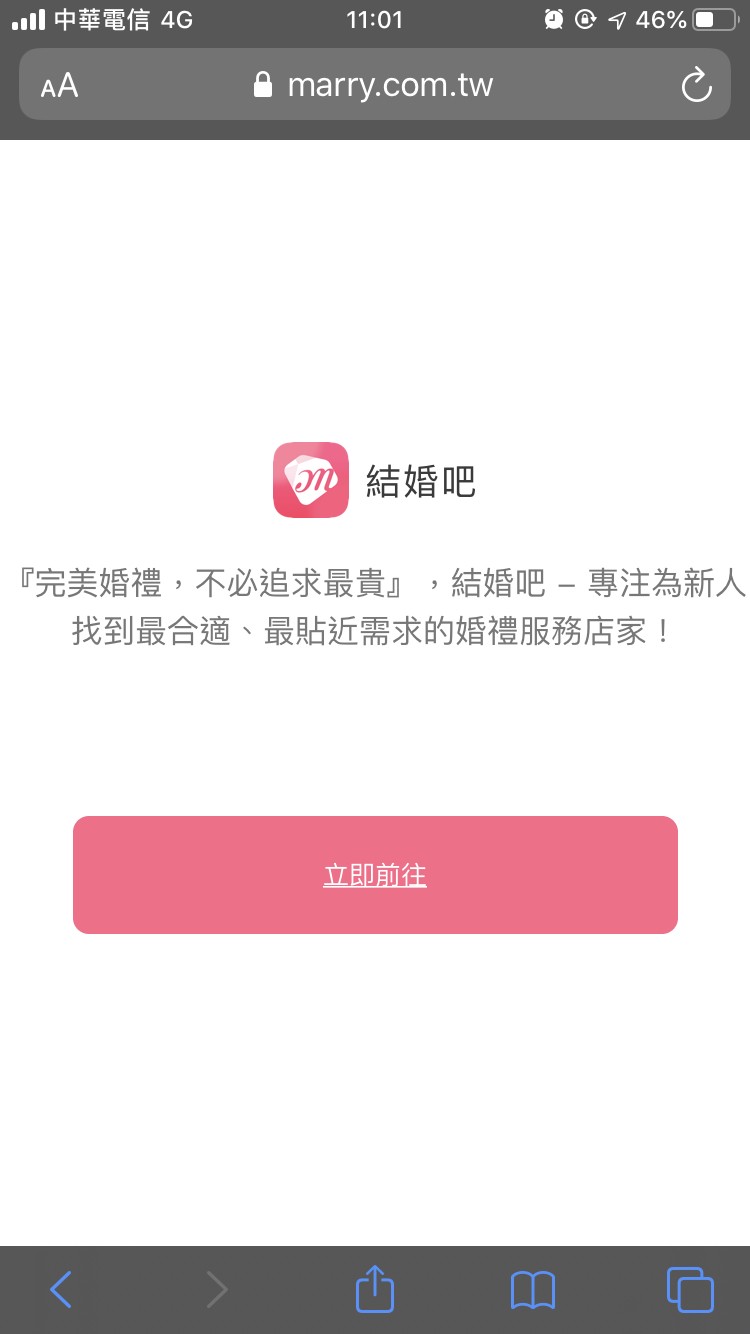 中華電信 4G 11:01 46%
AA marry.com.tw
結婚吧
『完美婚禮，不必追求最貴』，結婚吧 – 專注為新人
找到最合適、最貼近需求的婚禮服務店家！
立即前往